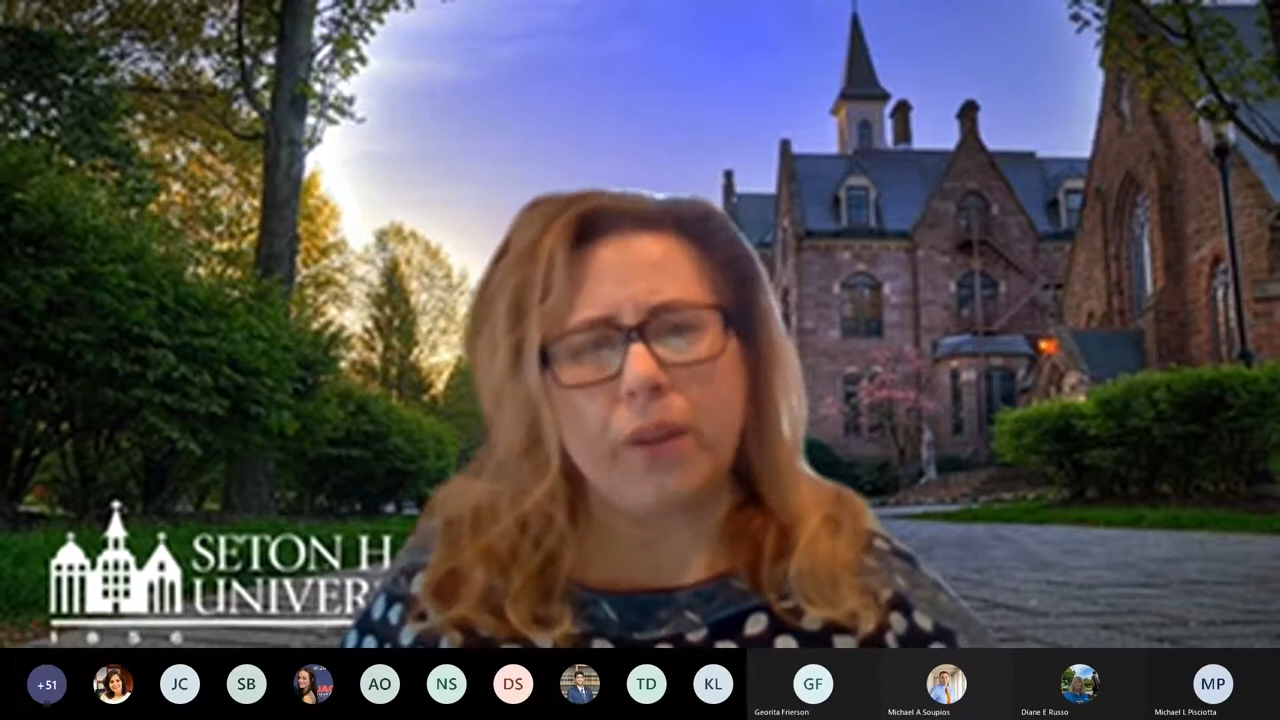 SETON H
UNIVER
1856
+51
JC
SB
AO
NS
DS
TD
KL
GF
MP
Georita Frierson
Michael A Soupios
Diane E Russo
Michael L Pisciotta